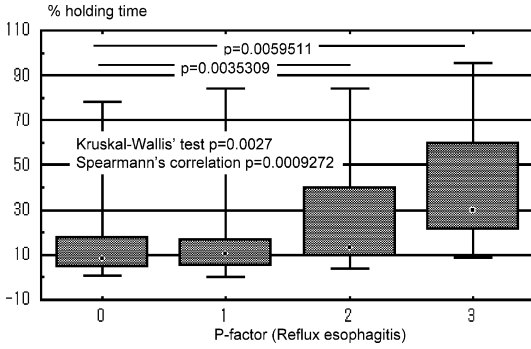 % holding time
110
p=0.0059511
p=0.0035309
90
70
Kruskal-Wallis' test p=0.0027
Spearmann's correlation p=0.0009272
50
30
10
-10
0 1 2 3
P-factor (Reflux esophagitis)